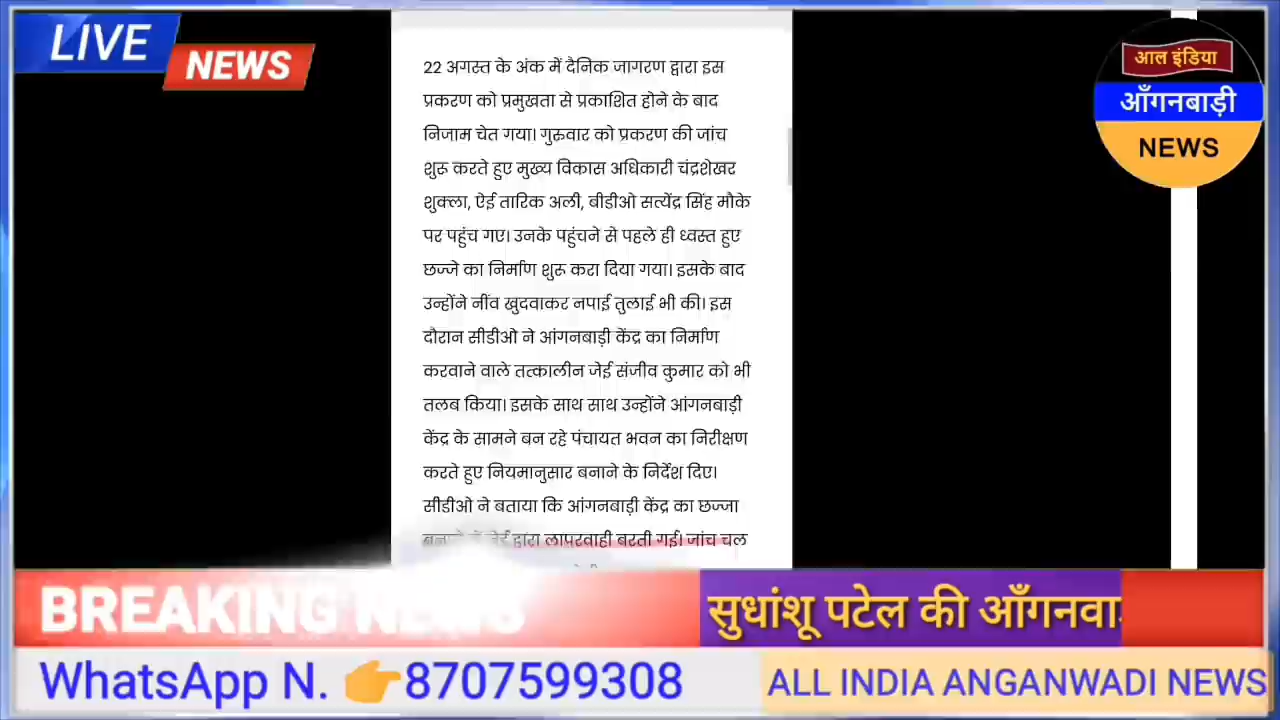 LIVE
NEWS
आल इंडिया
आँगनबाड़ी
NEWS
22 अगस्त के अंक में दैनिक जागरण द्वारा इस
प्रकरण को प्रमुखता से प्रकाशित होने के बाद
निजाम चेत गया। गुरुवार को प्रकरण की जांच
शुरू करते हुए मुख्य विकास अधिकारी चंद्रशेखर
शुक्ला, ऐई तारिक अली, बीडीओ सत्येंद्र सिंह मौके
पर पहुंच गए। उनके पहुंचने से पहले ही ध्वस्त हुए
छज्जे का निर्माण शुरू करा दिया गया। इसके बाद
उन्होंने नींव खुदवाकर नपाई तुलाई भी की। इस
दौरान सीडीओ ने आंगनबाड़ी केंद्र का निर्माण
करवाने वाले तत्कालीन जेई संजीव कुमार को भी
तलब किया। इसके साथ साथ उन्होंने आंगनबाड़ी
केंद्र के सामने बन रहे पंचायत भवन का निरीक्षण
करते हुए नियमानुसार बनाने के निर्देश दिए।
सीडीओ ने बताया कि आंगनबाड़ी केंद्र का छज्जा
द्वारा लापरवाही बरती गई। जांच चल
BREAKING NEWS
सुधांशू पटेल की
WhatsApp N. 👉8707599308
ALL INDIA ANGANWADI NEWS